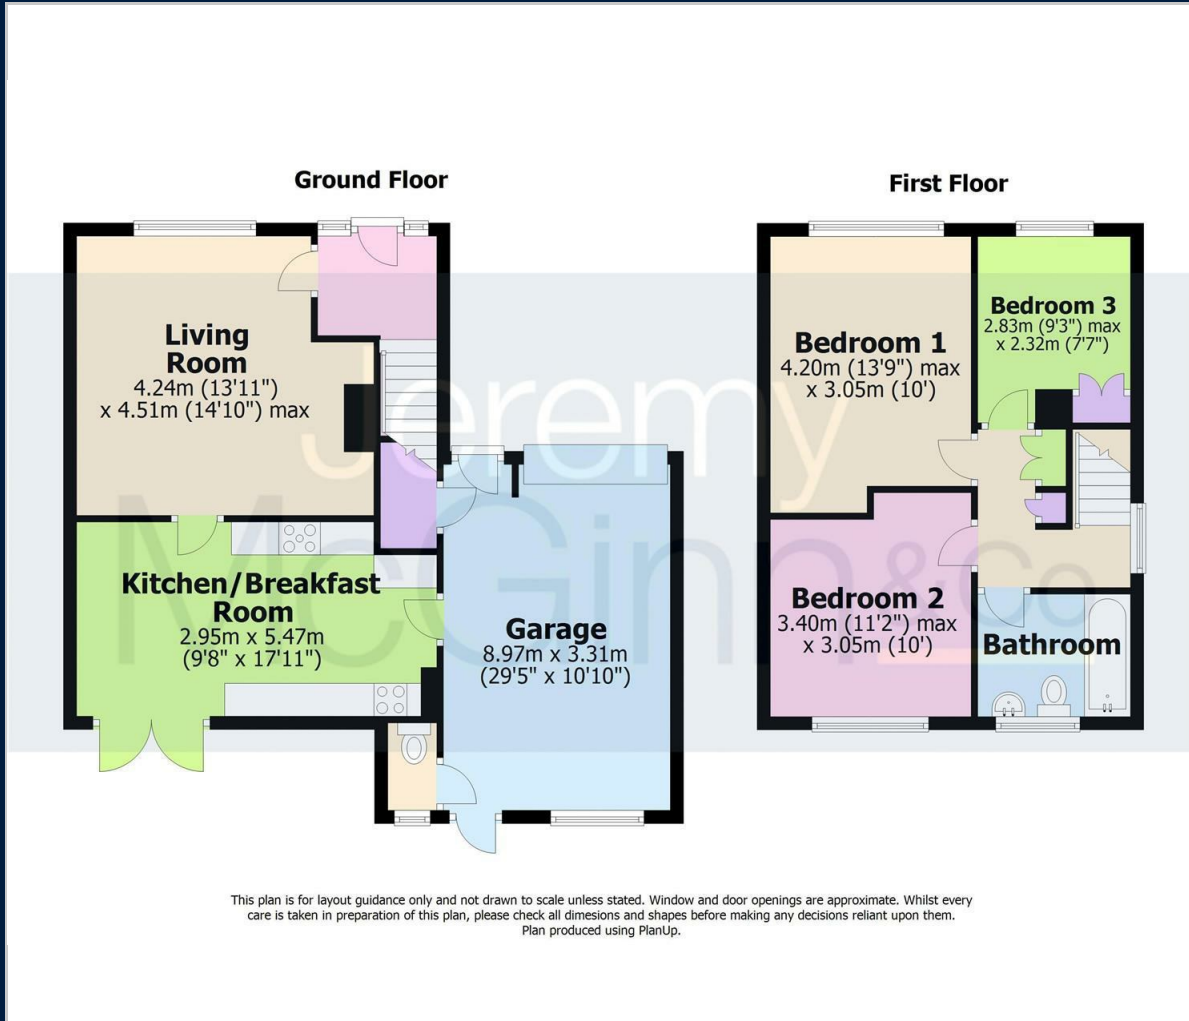 Ground Floor
First Floor
Living
Room
4.24m (13'11")
x 4.51m (14'10") max
Kitchen/Breakfast
Room
2.95m x 5.47m
(9'8" x 17'11")
Garage
8.97m x 3.31m
(29'5" x 10'10")
Bedroom 1
4.20m (13'9") max
x 3.05m (10')
Bedroom 3
2.83m (9'3") max
x 2.32m (7'7")
Bedroom 2
3.40m (11'2") max
x 3.05m (10')
Bathroom
Jeremy
McGinn&Co
This plan is for layout guidance only and not drawn to scale unless stated. Window and door openings are approximate. Whilst every
care is taken in preparation of this plan, please check all dimesions and shapes before making any decisions reliant upon them.
Plan produced using PlanUp.